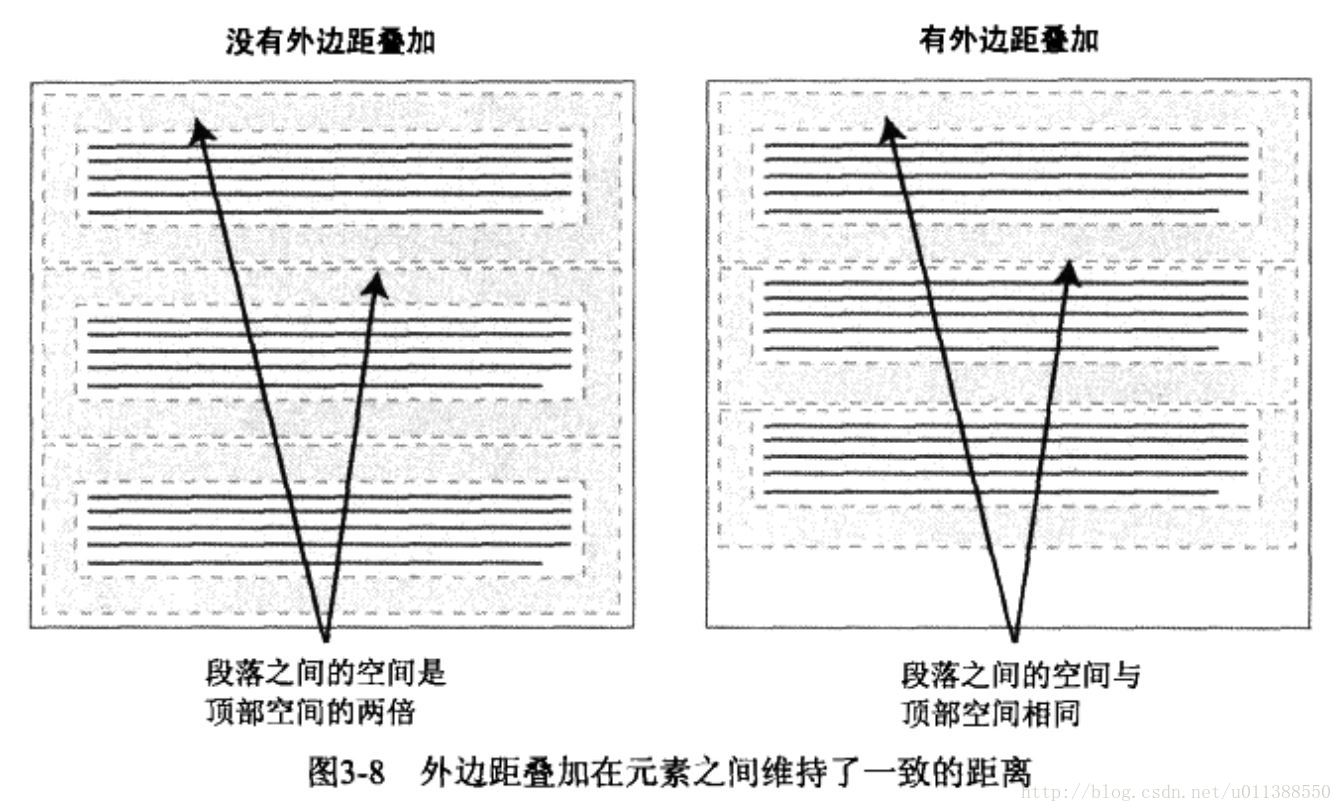 没有外边距叠加
有外边距叠加
段落之间的空间是
顶部空间的两倍
段落之间的空间与
顶部空间相同
图3-8 外边距叠加在元素之间维持了一致的距离
http://blog.csdn.net/u011388550